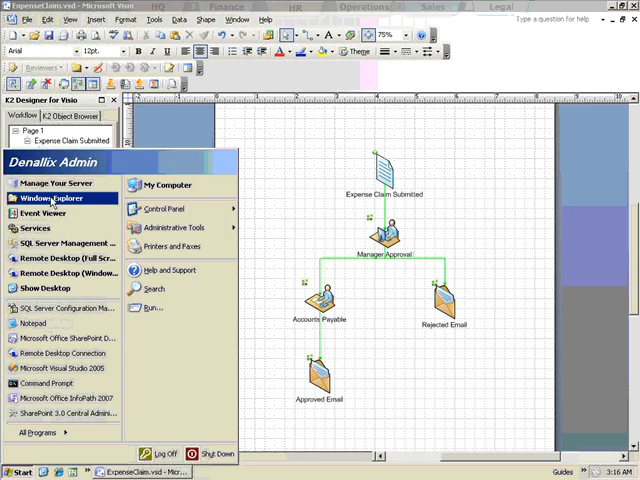 ExpenseClaim.vsd - Microsoft Visio
HQ
Finance
HR
Operations
Sales
Legal
File Edit View Insert Format Tools Data Shape Window Help
Type a question for help
75%
Arial 12pt. B I U A Theme
Reviewers
K2 Designer for Visio
Workflow K2 Object Browser
Page 1
Expense Claim Submitted
Denallix Admin
Manage Your Server
Windows Explorer
Event Viewer
Services
SQL Server Management ...
Remote Desktop (Full Scr...
Remote Desktop (Window...
Show Desktop
SQL Server Configuration Ma...
Notepad
Microsoft Office SharePoint D...
Remote Desktop Connection
Microsoft Visual Studio 2005
Command Prompt
Microsoft Office InfoPath 2007
SharePoint 3.0 Central Admini...
All Programs
My Computer
Control Panel
Administrative Tools
Printers and Faxes
Help and Support
Search
Run...
Log Off Shut Down
Expense Claim Submitted
Manager Approval
Accounts Payable
Rejected Email
Approved Email
Start
ExpenseClaim.vsd - Micr...
Guides
3:16 AM